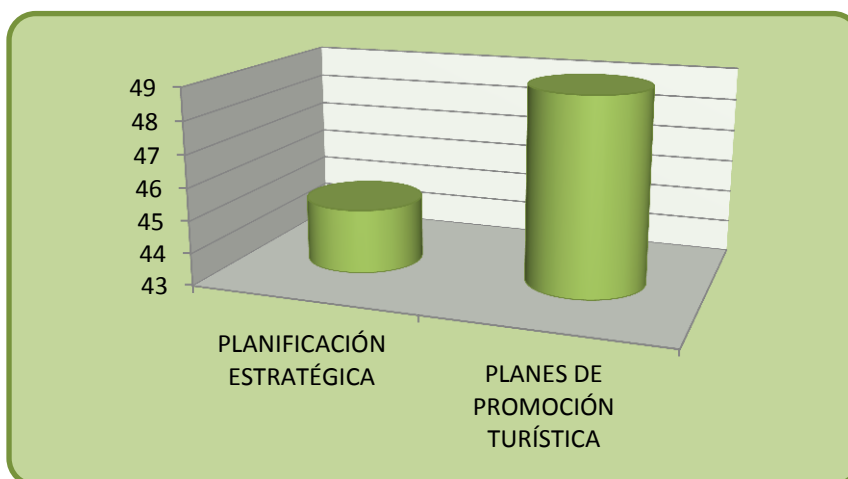 49
48
47
46
45
44
43
PLANIFICACIÓN
ESTRATÉGICA
PLANES DE
PROMOCIÓN
TURÍSTICA